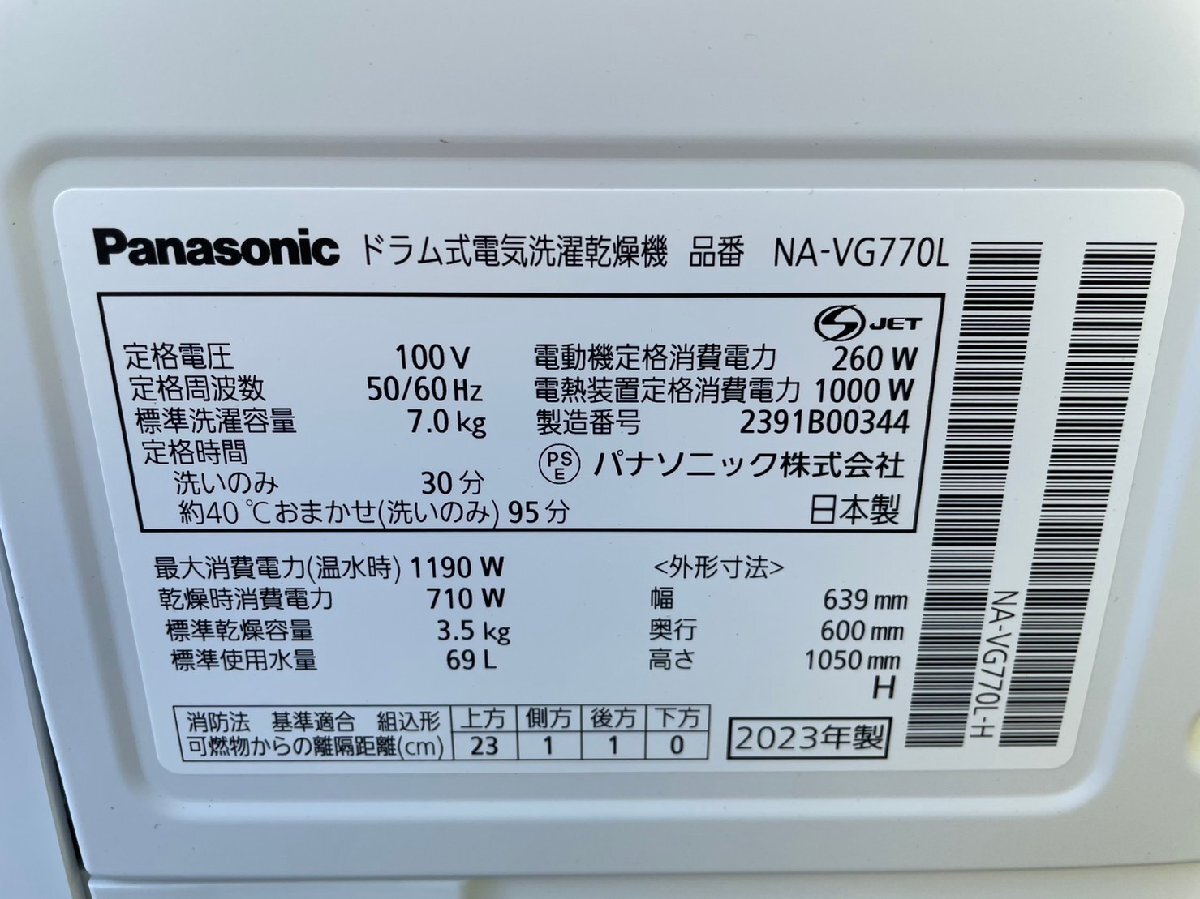 Panasonic ドラム式電気洗濯乾燥機 品番 NA-VG770L
JET
定格電圧 100 V 電動機定格消費電力 260 W
定格周波数 50/60 Hz 電熱装置定格消費電力 1000 W
標準洗濯容量 7.0 kg 製造番号 2391B00344
定格時間
PSE パナソニック株式会社
洗いのみ 30 分
約40℃おまかせ(洗いのみ) 95 分 日本製
最大消費電力(温水時) 1190 W <外形寸法>
乾燥時消費電力 710 W 幅 639 mm
標準乾燥容量 3.5 kg 奥行 600 mm
標準使用水量 69 L 高さ 1050 mm
H
消防法 基準適合 組込形 上方 側方 後方 下方
可燃物からの離隔距離(cm) 23 1 1 0
2023年製
NA-VG770L-H